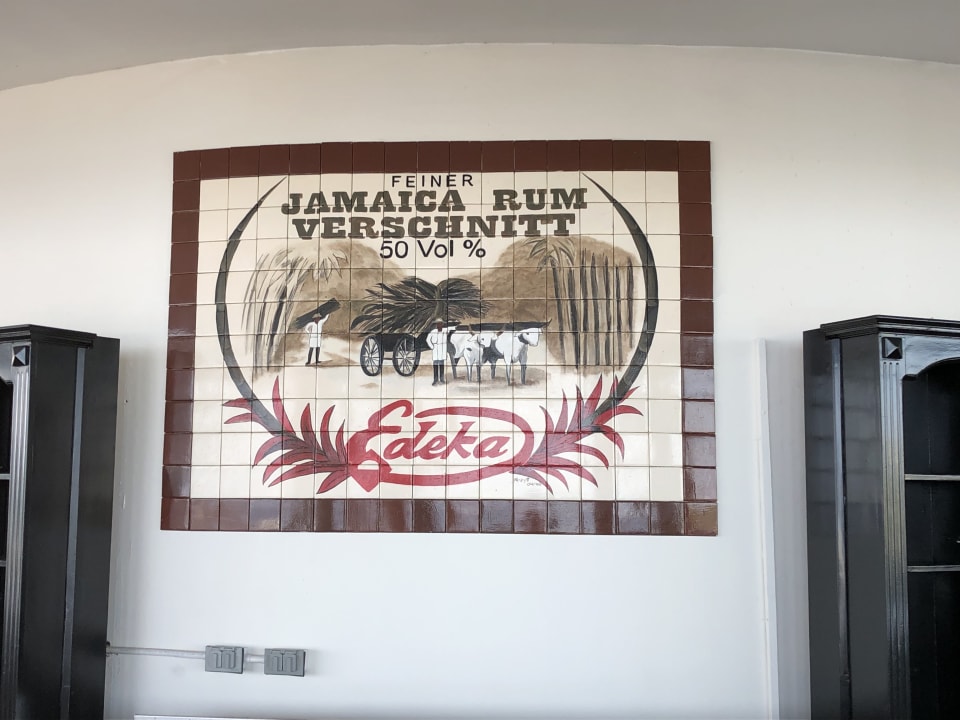 FEINER
JAMAICA RUM
VERSCHNITT
50 Vol %
Edeka